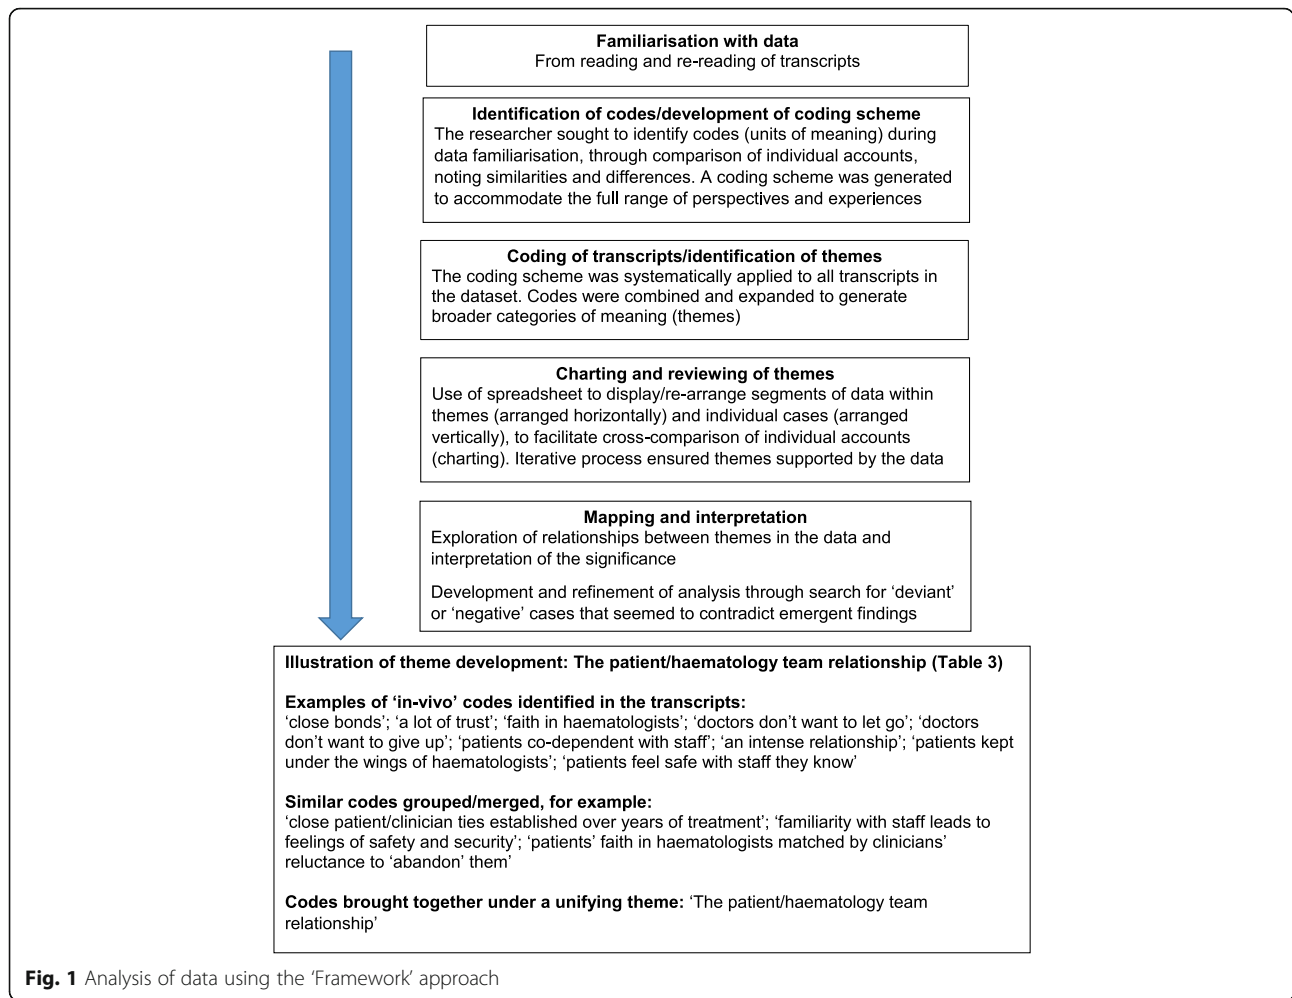 Familiarisation with data
From reading and re-reading of transcripts
Identification of codes/development of coding scheme
The researcher sought to identify codes (units of meaning) during
data familiarisation, through comparison of individual accounts,
noting similarities and differences. A coding scheme was generated
to accommodate the full range of perspectives and experiences
Coding of transcripts/identification of themes
The coding scheme was systematically applied to all transcripts in
the dataset. Codes were combined and expanded to generate
broader categories of meaning (themes)
Charting and reviewing of themes
Use of spreadsheet to display/re-arrange segments of data within
themes (arranged horizontally) and individual cases (arranged
vertically), to facilitate cross-comparison of individual accounts
(charting). Iterative process ensured themes supported by the data
Mapping and interpretation
Exploration of relationships between themes in the data and
interpretation of the significance
Development and refinement of analysis through search for ‘deviant’
or ‘negative’ cases that seemed to contradict emergent findings
Illustration of theme development: The patient/haematology team relationship (Table 3)
Examples of ‘in-vivo’ codes identified in the transcripts:
‘close bonds’; ‘a lot of trust’; ‘faith in haematologists’; ‘doctors don’t want to let go’; ‘doctors
don’t want to give up’; ‘patients co-dependent with staff’; ‘an intense relationship’; ‘patients kept
under the wings of haematologists’; ‘patients feel safe with staff they know’
Similar codes grouped/merged, for example:
‘close patient/clinician ties established over years of treatment’; ‘familiarity with staff leads to
feelings of safety and security’; ‘patients’ faith in haematologists matched by clinicians’
reluctance to ‘abandon’ them’
Codes brought together under a unifying theme: ‘The patient/haematology team
relationship’
Fig. 1 Analysis of data using the ‘Framework’ approach